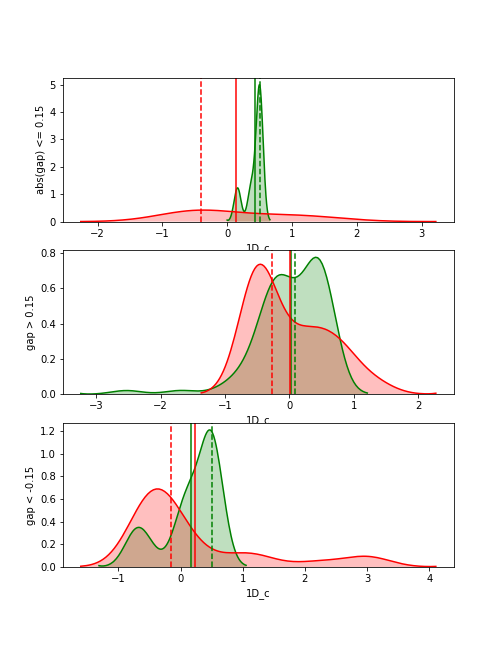 abs(gap) <= 0.15
5
4
3
2
1
0
−2 −1 0 1 2 3
1D_c
gap > 0.15
0.8
0.6
0.4
0.2
0.0
−3 −2 −1 0 1 2
1D_c
gap < -0.15
1.2
1.0
0.8
0.6
0.4
0.2
0.0
−1 0 1 2 3 4
1D_c